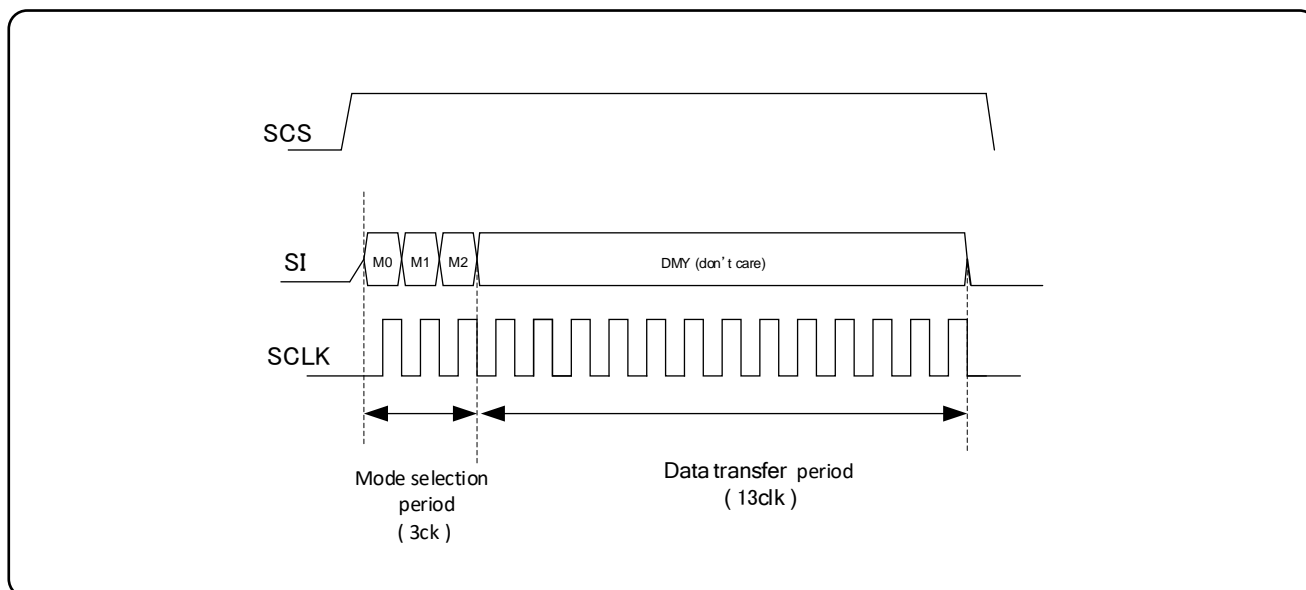 SCS
SI
M0
M1
M2
DMY (don't care)
SCLK
Mode selection
period
( 3ck )
Data transfer period
( 13clk )